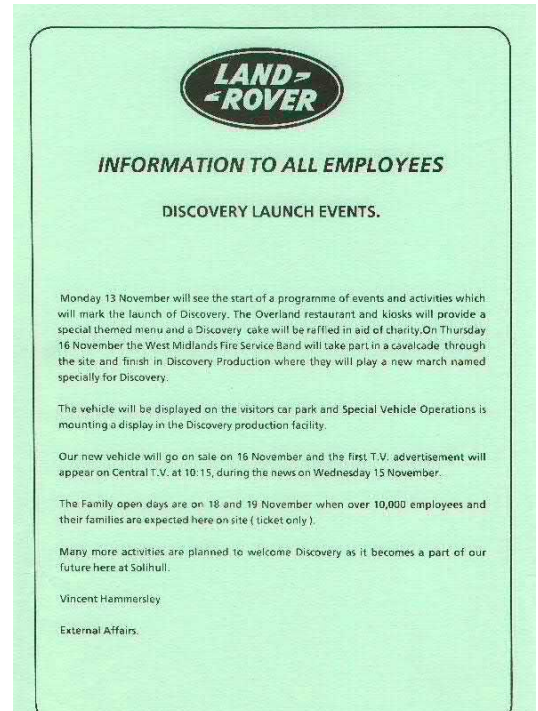 LAND-
-ROVER
INFORMATION TO ALL EMPLOYEES
DISCOVERY LAUNCH EVENTS.
Monday 13 November will see the start of a programme of events and activities which
will mark the launch of Discovery. The Overland restaurant and kiosks will provide a
special themed menu and a Discovery cake will be raffled in aid of charity.On Thursday
16 November the West Midlands Fire Service Band will take part in a cavalcade through
the site and finish in Discovery Production where they will play a new march named
specially for Discovery.
The vehicle will be displayed on the visitors car park and Special Vehicle Operations is
mounting a display in the Discovery production facility.
Our new vehicle will go on sale on 16 November and the first T.V. advertisement will
appear on Central T.V. at 10:15, during the news on Wednesday 15 November.
The Family open days are on 18 and 19 November when over 10,000 employees and
their families are expected here on site ( ticket only ).
Many more activities are planned to welcome Discovery as it becomes a part of our
future here at Solihull.
Vincent Hammersley
External Affairs.